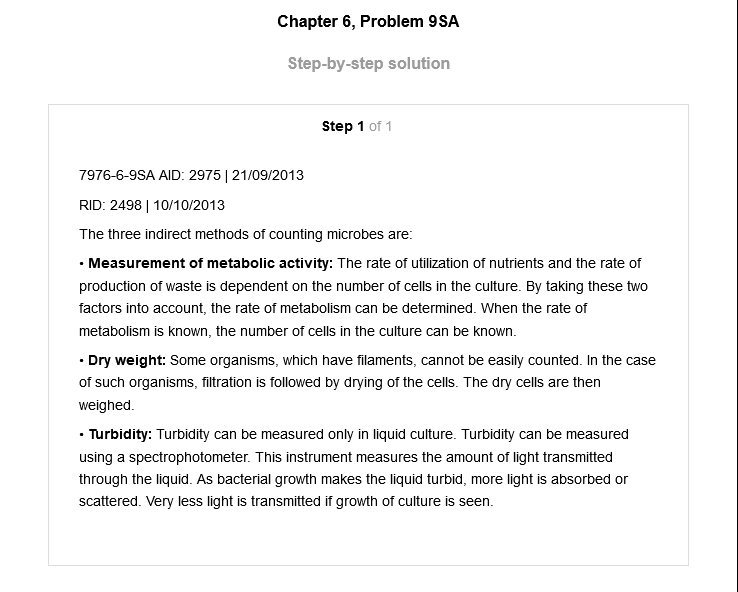 Chapter 6, Problem 9SA
Step-by-step solution
Step 1 of 1
7976-6-9SA AID: 2975 | 21/09/2013
RID: 2498 | 10/10/2013
The three indirect methods of counting microbes are:
• Measurement of metabolic activity: The rate of utilization of nutrients and the rate of
production of waste is dependent on the number of cells in the culture. By taking these two
factors into account, the rate of metabolism can be determined. When the rate of
metabolism is known, the number of cells in the culture can be known.
• Dry weight: Some organisms, which have filaments, cannot be easily counted. In the case
of such organisms, filtration is followed by drying of the cells. The dry cells are then
weighed.
• Turbidity: Turbidity can be measured only in liquid culture. Turbidity can be measured
using a spectrophotometer. This instrument measures the amount of light transmitted
through the liquid. As bacterial growth makes the liquid turbid, more light is absorbed or
scattered. Very less light is transmitted if growth of culture is seen.